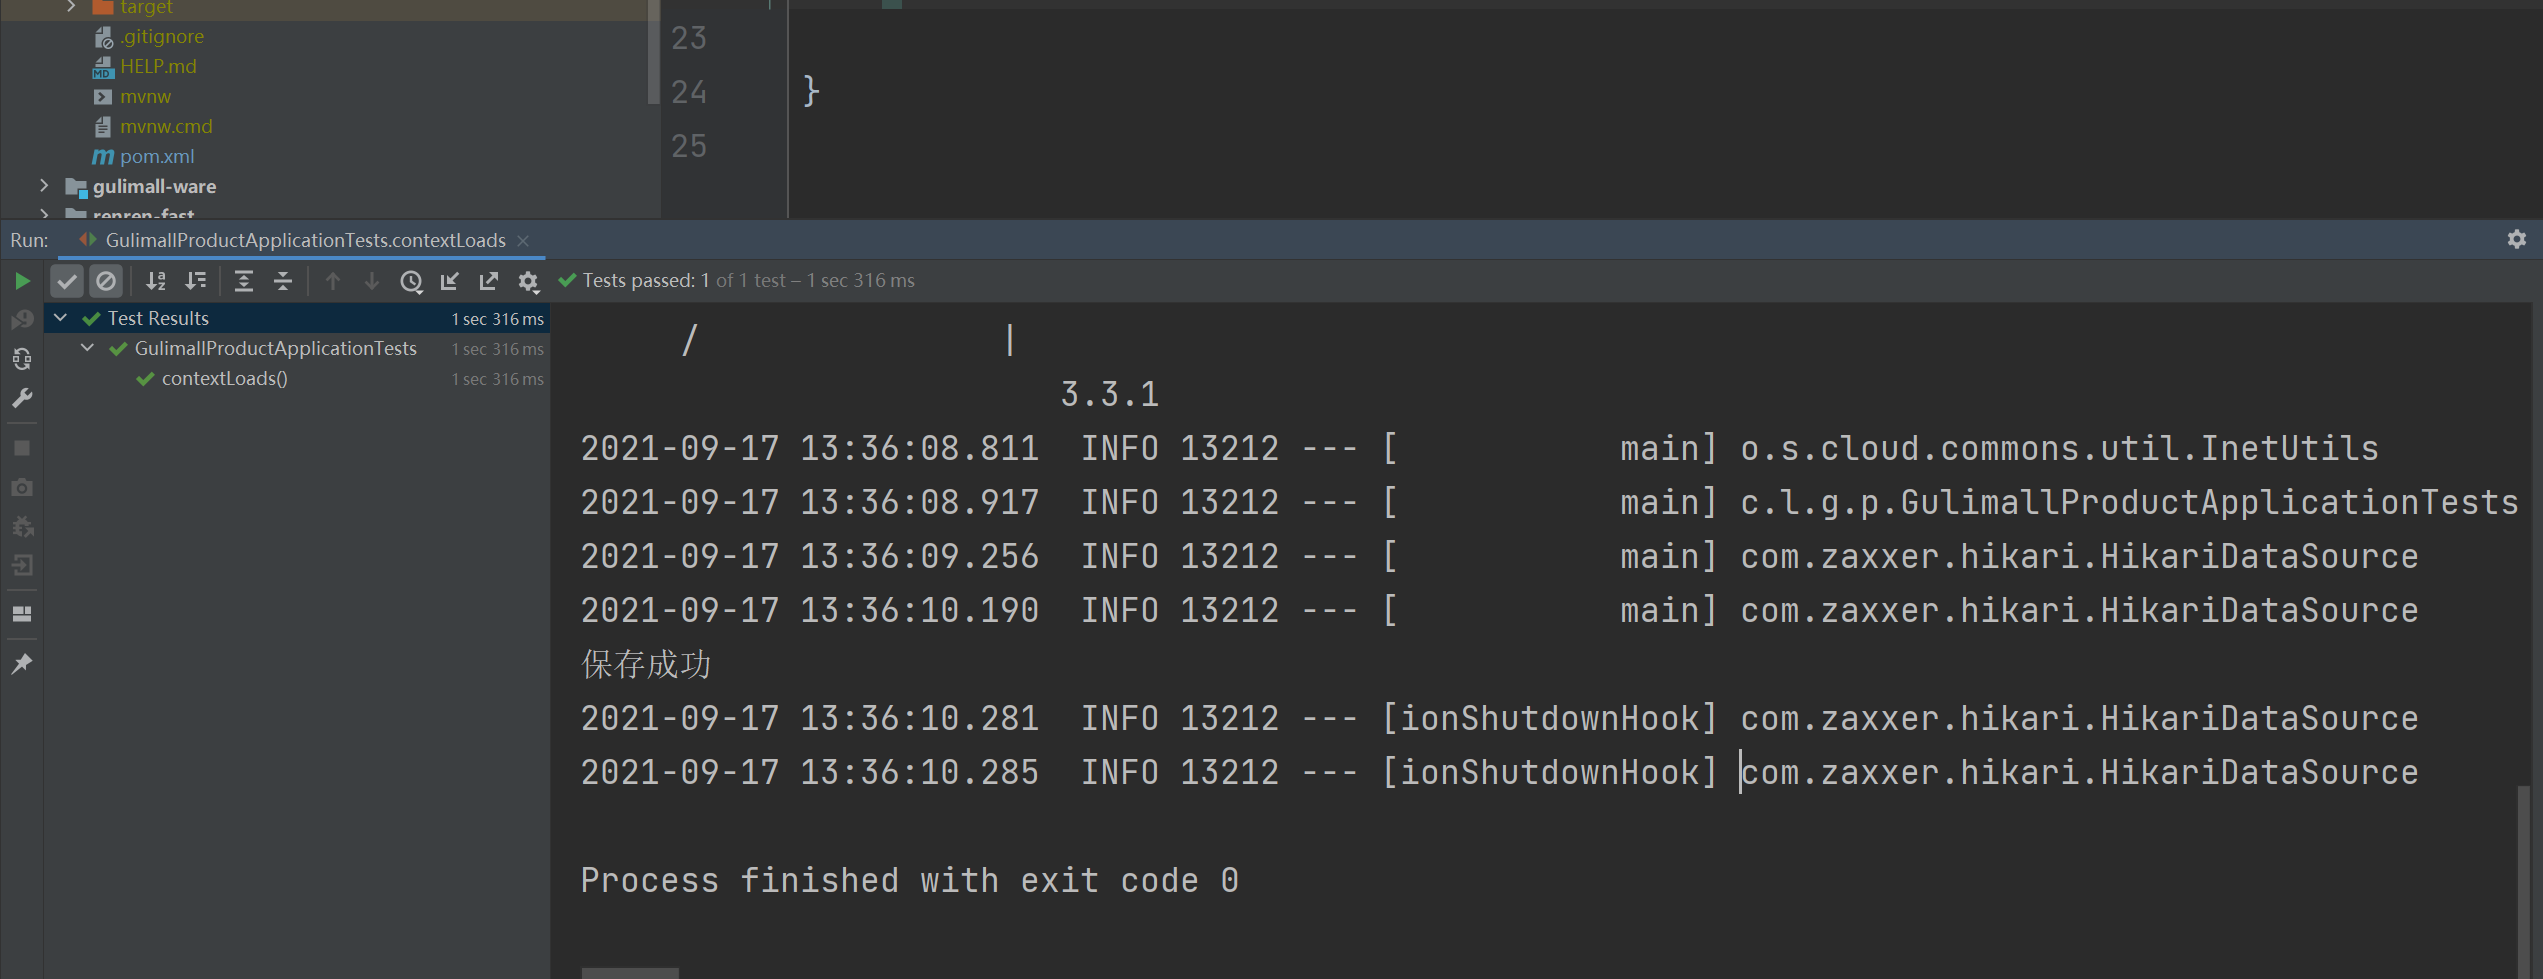 target
.gitignore
HELP.md
mvnw
mvnw.cmd
pom.xml
gulimall-ware
renren-fast
23
24 }
25
Run: GulimallProductApplicationTests.contextLoads
Tests passed: 1 of 1 test – 1 sec 316 ms
Test Results 1 sec 316 ms
GulimallProductApplicationTests 1 sec 316 ms
contextLoads() 1 sec 316 ms
/ |
3.3.1
2021-09-17 13:36:08.811  INFO 13212 --- [           main] o.s.cloud.commons.util.InetUtils
2021-09-17 13:36:08.917  INFO 13212 --- [           main] c.l.g.p.GulimallProductApplicationTests
2021-09-17 13:36:09.256  INFO 13212 --- [           main] com.zaxxer.hikari.HikariDataSource
2021-09-17 13:36:10.190  INFO 13212 --- [           main] com.zaxxer.hikari.HikariDataSource
保存成功
2021-09-17 13:36:10.281  INFO 13212 --- [ionShutdownHook] com.zaxxer.hikari.HikariDataSource
2021-09-17 13:36:10.285  INFO 13212 --- [ionShutdownHook] com.zaxxer.hikari.HikariDataSource
Process finished with exit code 0